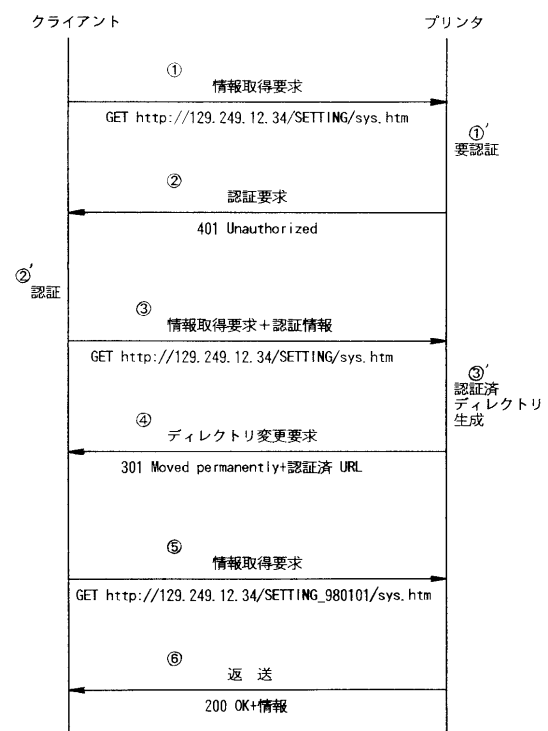 クライアント
プリンタ
①
情報取得要求
GET http://129.249.12.34/SETTING/sys.htm
①'
要認証
②
認証要求
401 Unauthorized
②'
認証
③
情報取得要求+認証情報
GET http://129.249.12.34/SETTING/sys.htm
③'
認証済
ディレクトリ
生成
④
ディレクトリ変更要求
301 Moved permanently+認証済 URL
⑤
情報取得要求
GET http://129.249.12.34/SETTING_980101/sys.htm
⑥
返 送
200 OK+情報